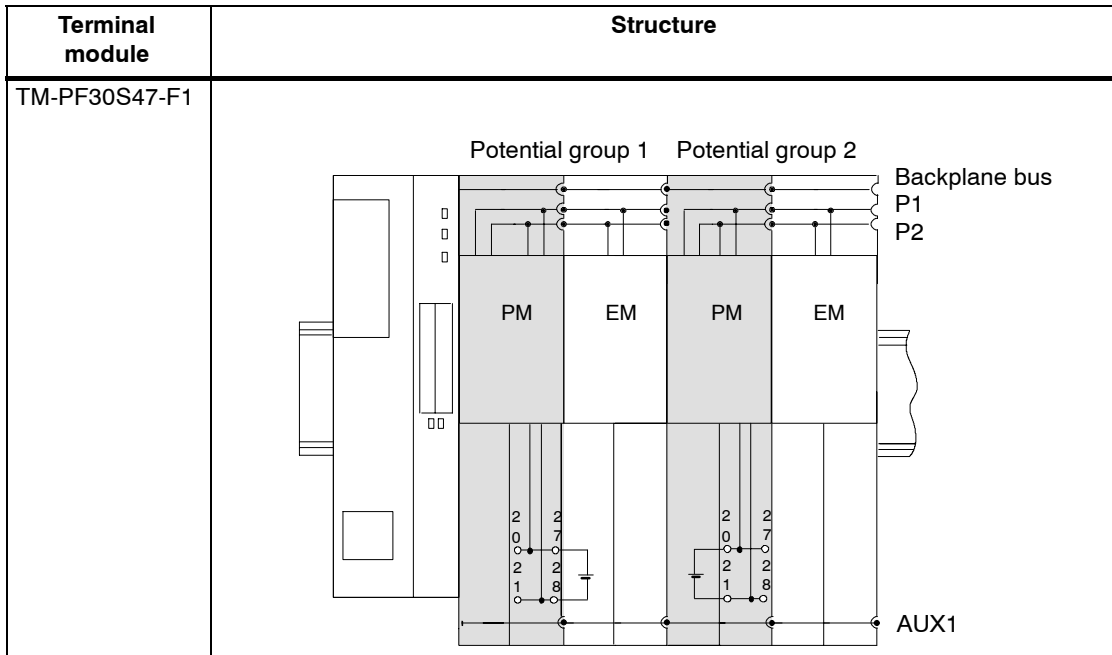 Terminal module
Structure
TM-PF30S47-F1
Potential group 1 Potential group 2
Backplane bus
P1
P2
PM EM PM EM
2 2 2 2
0 7 0 7
2 2 2 2
1 8 1 8
AUX1